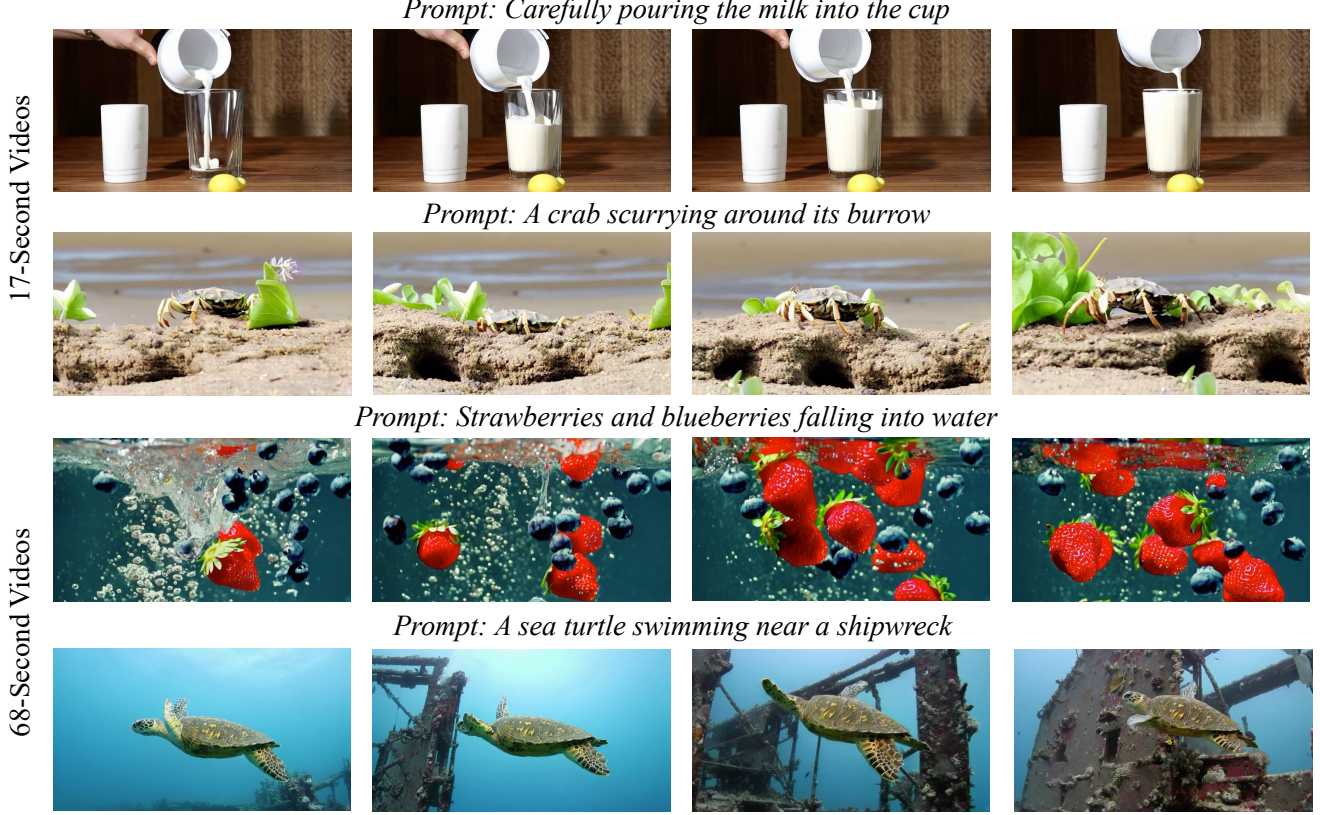 Prompt: Carefully pouring the milk into the cup
17-Second Videos
Prompt: A crab scurrying around its burrow
Prompt: Strawberries and blueberries falling into water
68-Second Videos
Prompt: A sea turtle swimming near a shipwreck